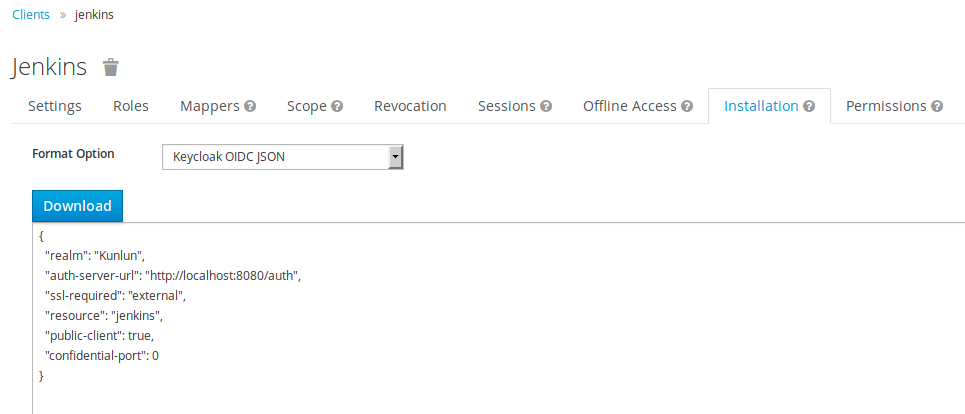 Clients » jenkins
Jenkins
Settings Roles Mappers Scope Revocation Sessions Offline Access Installation Permissions
Format Option Keycloak OIDC JSON
Download
{
"realm": "Kunlun",
"auth-server-url": "http://localhost:8080/auth",
"ssl-required": "external",
"resource": "jenkins",
"public-client": true,
"confidential-port": 0
}